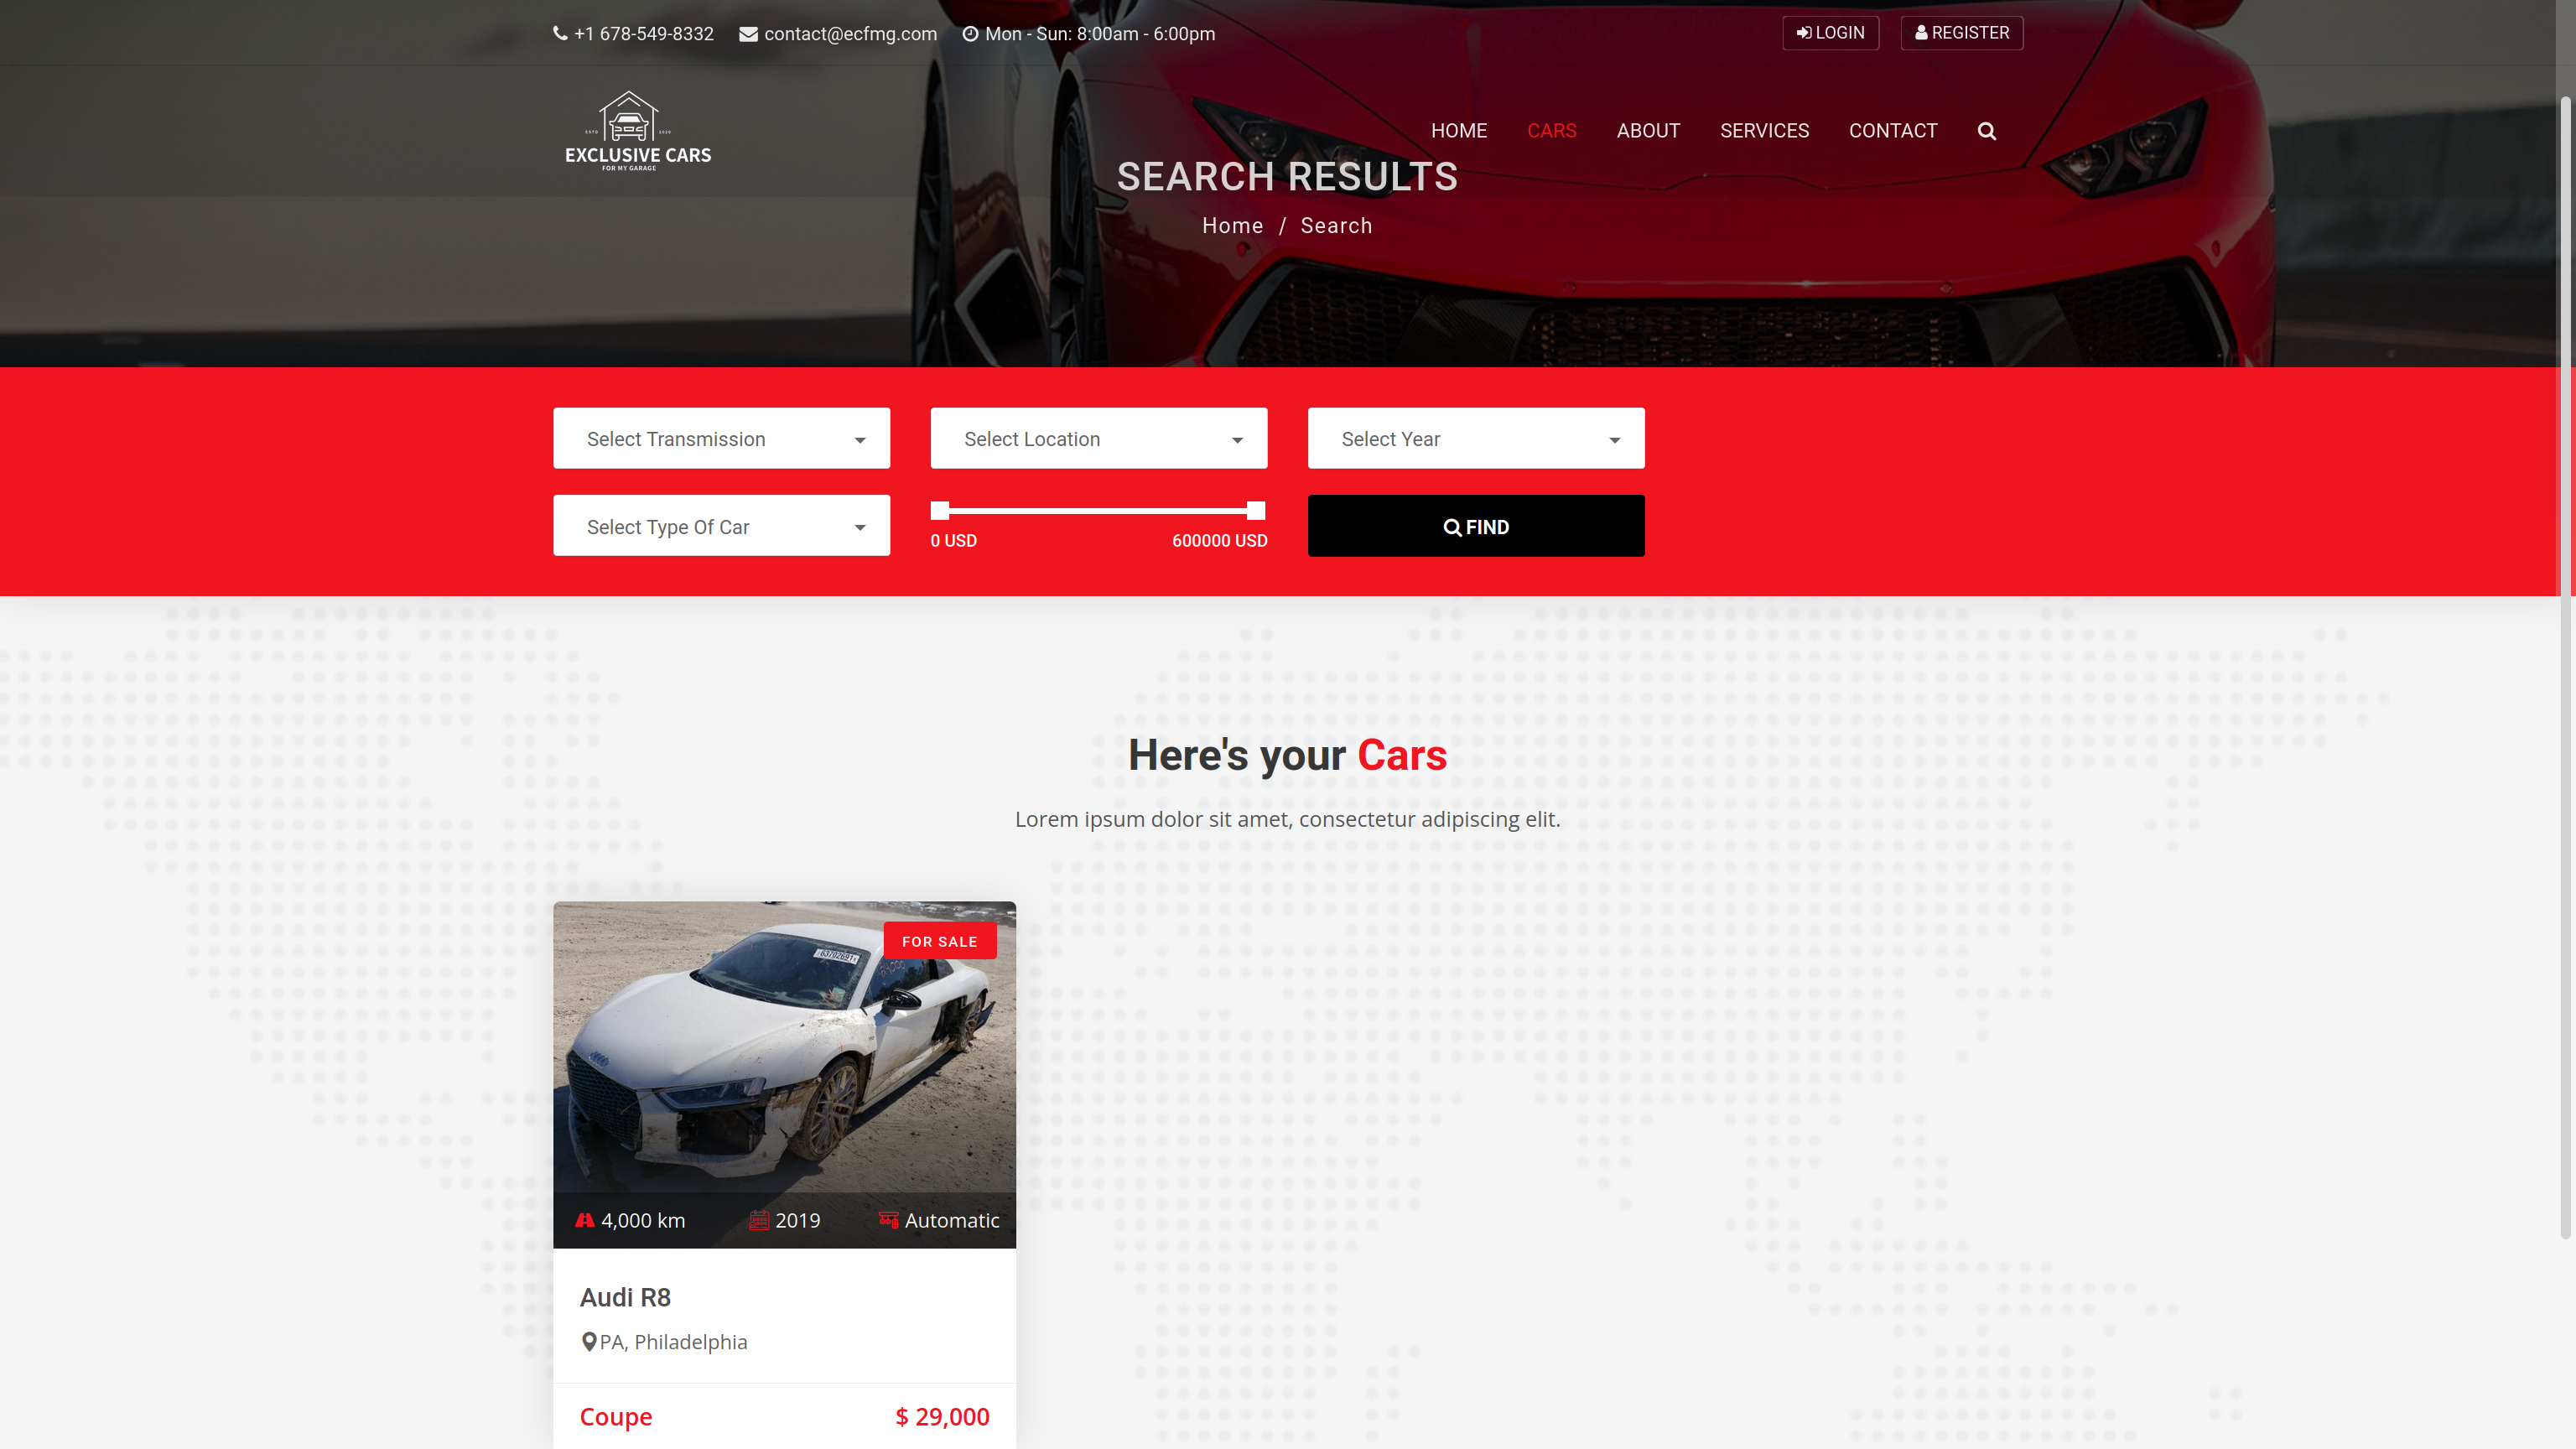 +1 678-549-8332 contact@ecfmg.com Mon - Sun: 8:00am - 6:00pm LOGIN REGISTER
ESTD 2020
EXCLUSIVE CARS
FOR MY GARAGE
HOME CARS ABOUT SERVICES CONTACT
SEARCH RESULTS
Home / Search
Select Transmission Select Location Select Year
Select Type Of Car 0 USD 600000 USD FIND
Here's your Cars
Lorem ipsum dolor sit amet, consectetur adipiscing elit.
FOR SALE
4,000 km 2019 Automatic
Audi R8
PA, Philadelphia
Coupe $ 29,000